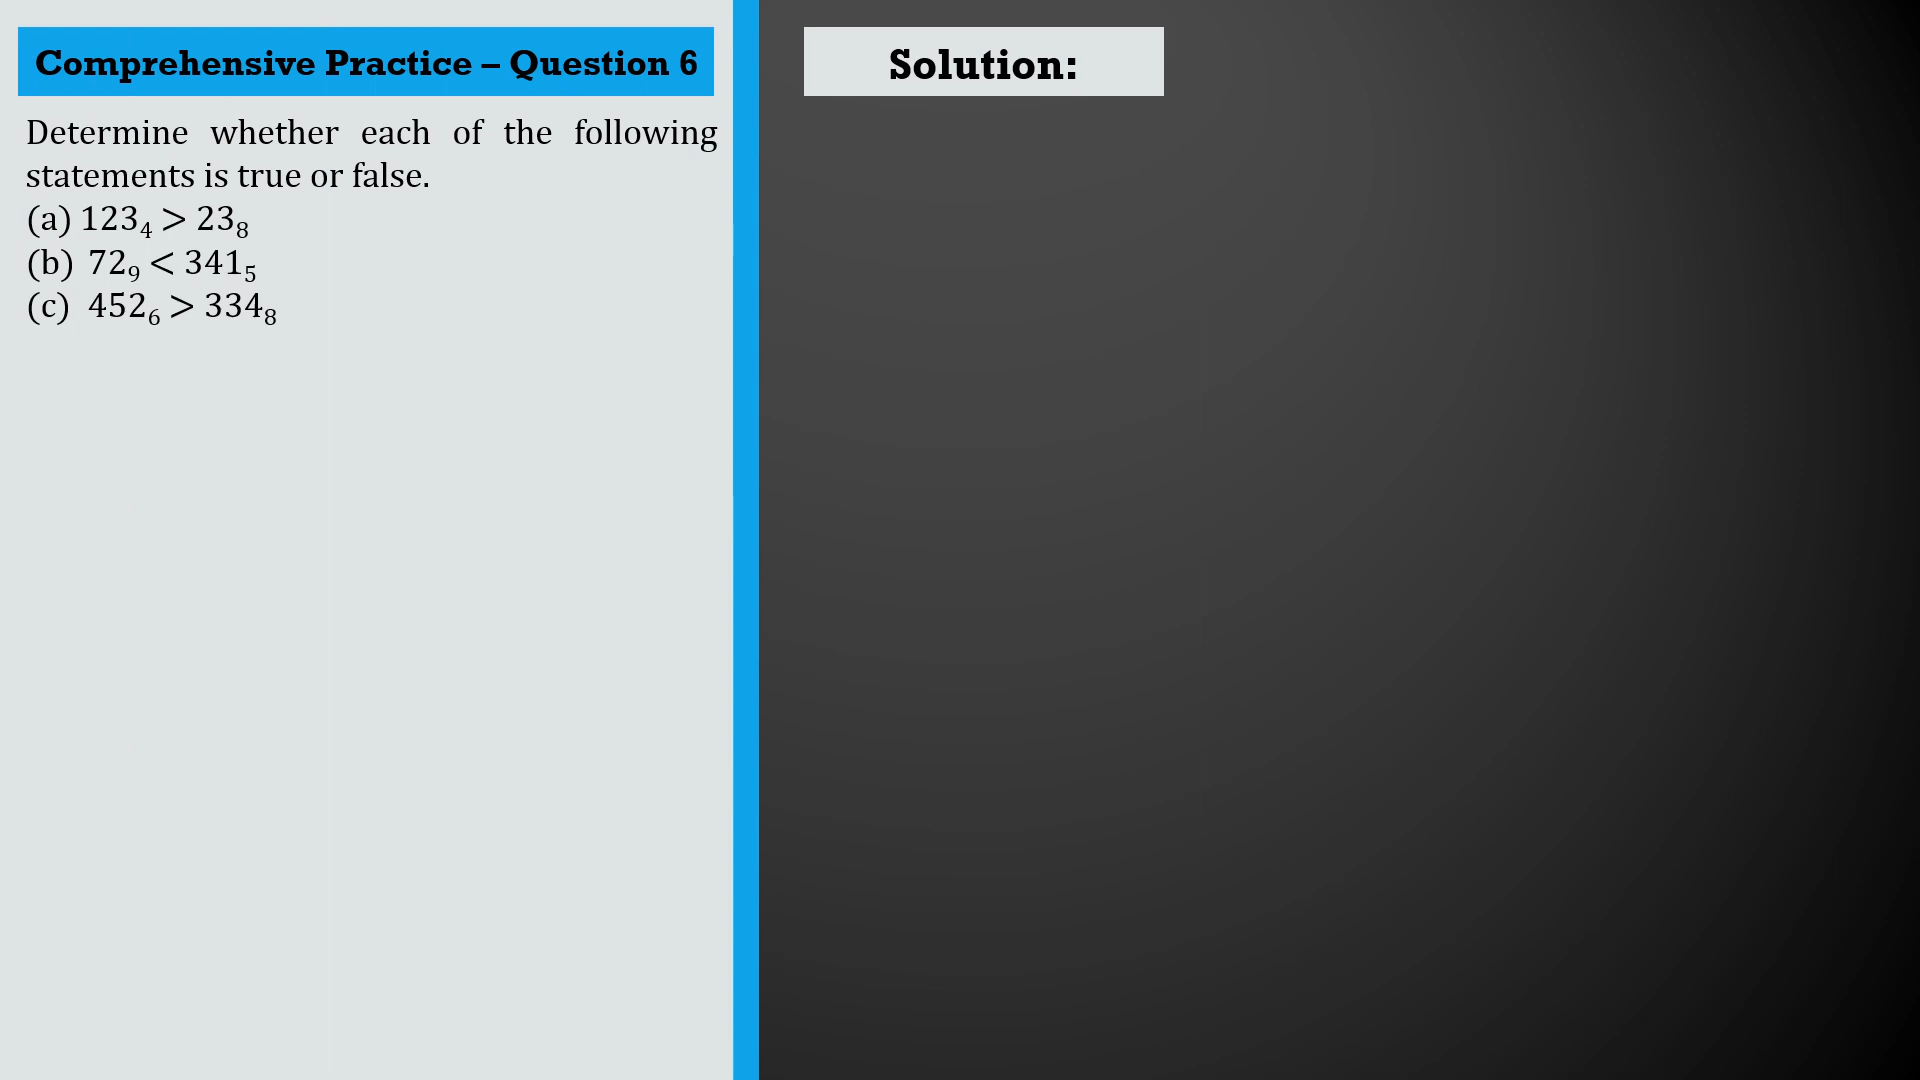 Comprehensive Practice – Question 6
Solution:
Determine whether each of the following
statements is true or false.
(a) 123₄ > 23₈
(b) 72₉ < 341₅
(c) 452₆ > 334₈